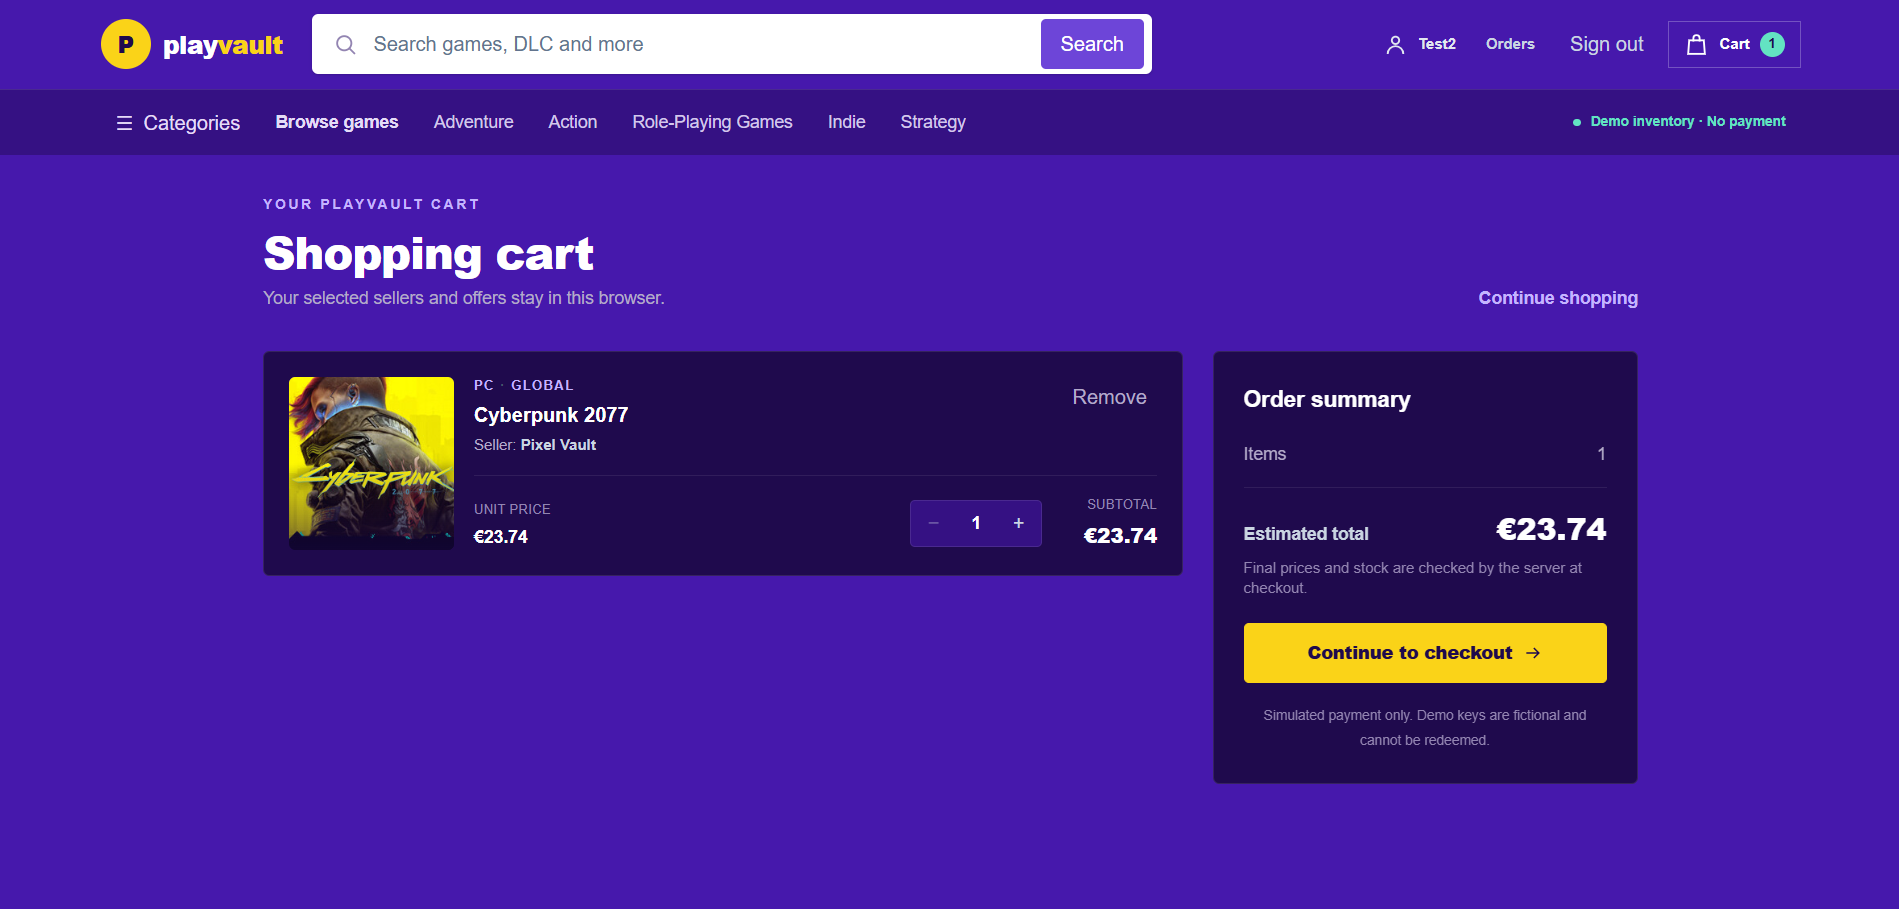 P playvault
Search games, DLC and more
Search
Test2
Orders
Sign out
Cart 1
Categories
Browse games
Adventure
Action
Role-Playing Games
Indie
Strategy
Demo inventory · No payment
YOUR PLAYVAULT CART
Shopping cart
Your selected sellers and offers stay in this browser.
Continue shopping
CYBERPUNK
2077
PC · GLOBAL
Cyberpunk 2077
Seller: Pixel Vault
Remove
UNIT PRICE
€23.74
− 1 +
SUBTOTAL
€23.74
Order summary
Items 1
Estimated total €23.74
Final prices and stock are checked by the server at
checkout.
Continue to checkout →
Simulated payment only. Demo keys are fictional and
cannot be redeemed.